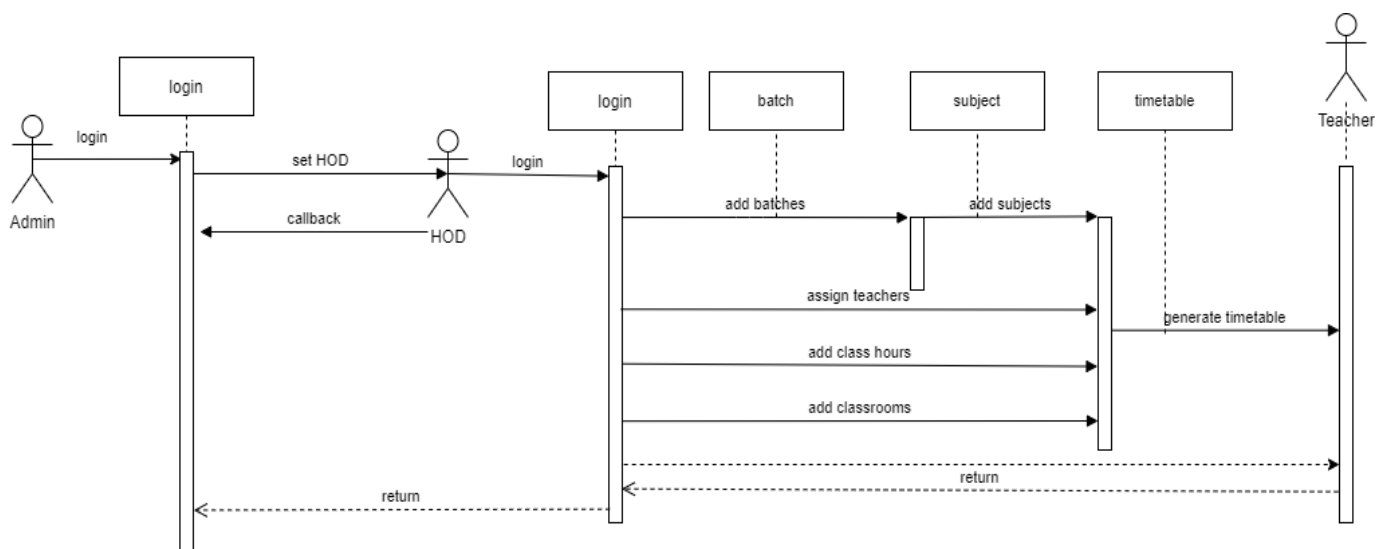 login
login
batch
subject
timetable
Teacher
login
set HOD
login
Admin
callback
HOD
add batches
add subjects
assign teachers
generate timetable
add class hours
add classrooms
return
return